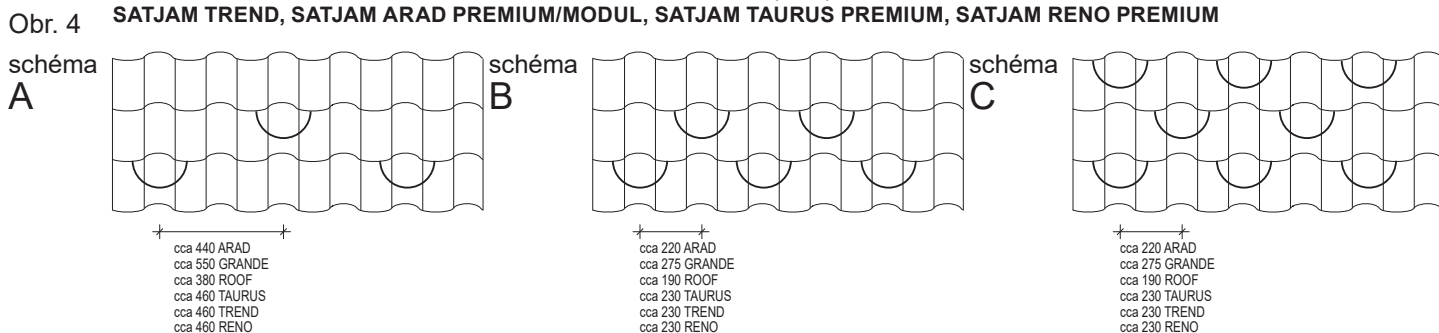 SATJAM TREND, SATJAM ARAD PREMIUM/MODUL, SATJAM TAURUS PREMIUM, SATJAM RENO PREMIUM
Obr. 4
schéma
A
cca 440 ARAD
cca 550 GRANDE
cca 380 ROOF
cca 460 TAURUS
cca 460 TREND
cca 460 RENO
schéma
B
cca 220 ARAD
cca 275 GRANDE
cca 190 ROOF
cca 230 TAURUS
cca 230 TREND
cca 230 RENO
schéma
C
cca 220 ARAD
cca 275 GRANDE
cca 190 ROOF
cca 230 TAURUS
cca 230 TREND
cca 230 RENO